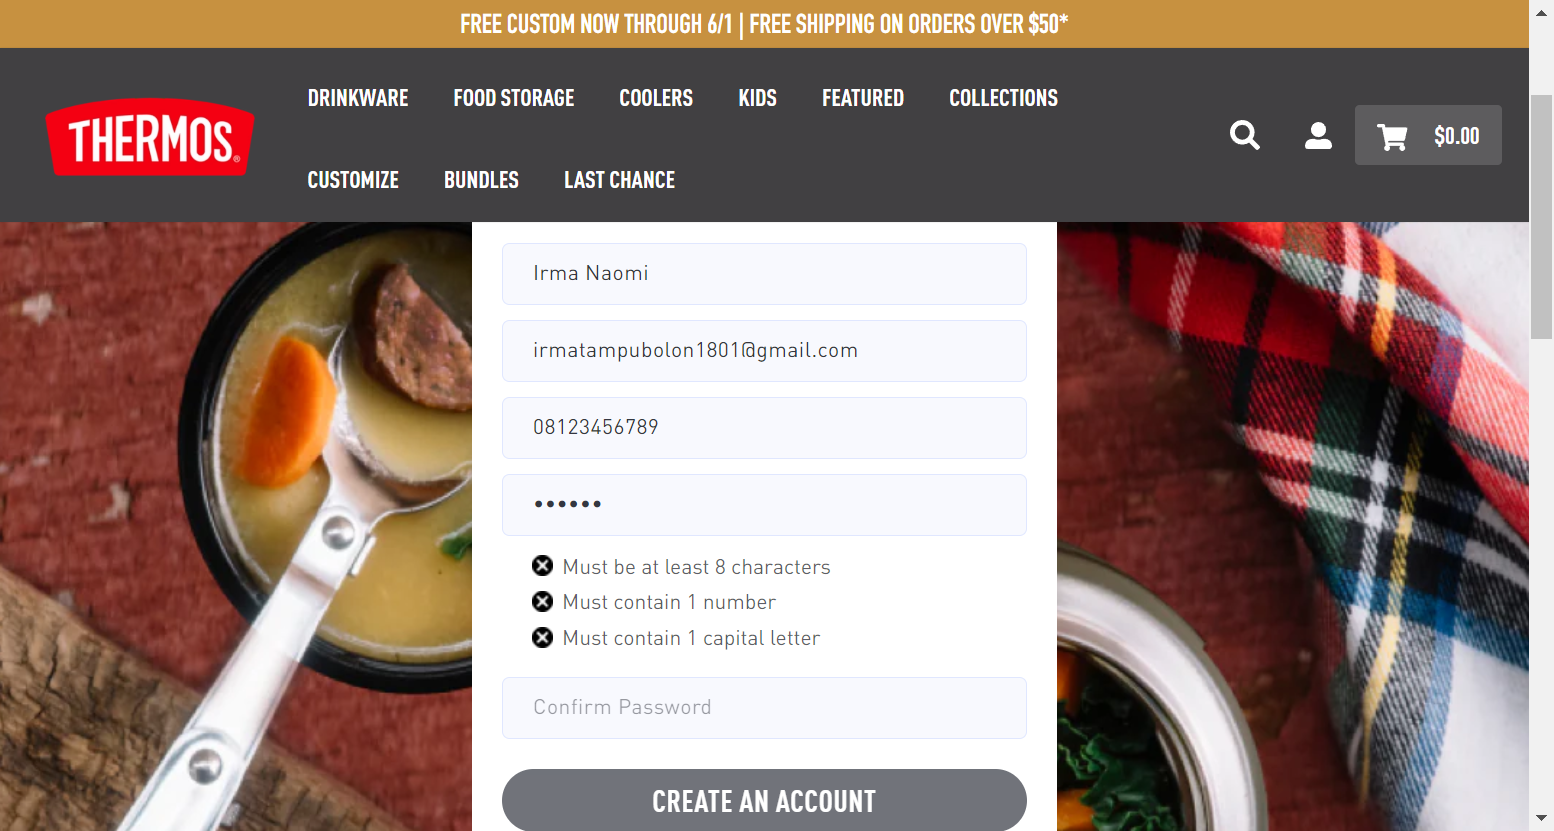 FREE CUSTOM NOW THROUGH 6/1 | FREE SHIPPING ON ORDERS OVER $50*
THERMOS®
DRINKWARE FOOD STORAGE COOLERS KIDS FEATURED COLLECTIONS
$0.00
CUSTOMIZE BUNDLES LAST CHANCE
Irma Naomi
irmatampubolon1801@gmail.com
08123456789
••••••
Must be at least 8 characters
Must contain 1 number
Must contain 1 capital letter
Confirm Password
CREATE AN ACCOUNT